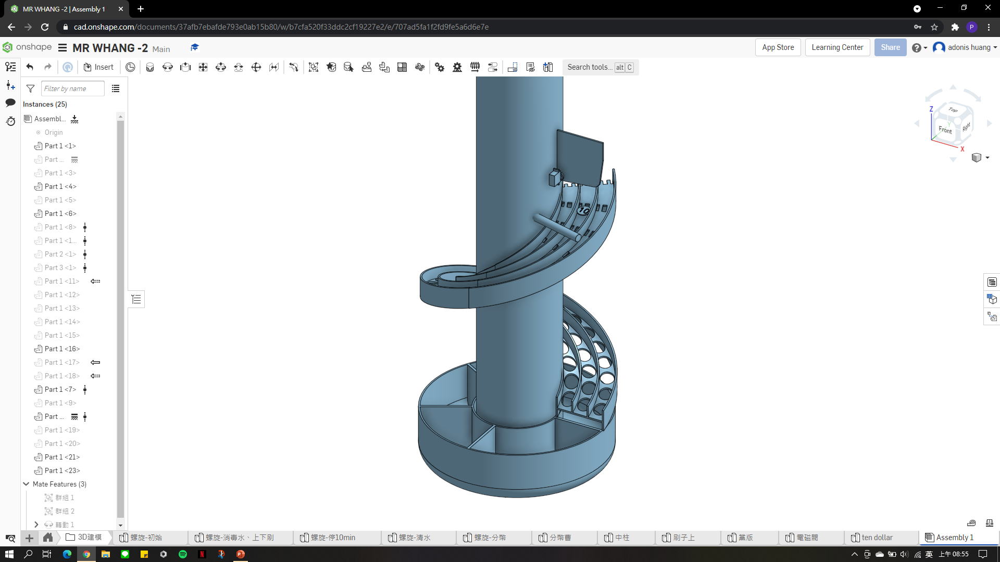 MR WHANG -2 | Assembly 1
cad.onshape.com/documents/37afb7ebafde793e0ab15b80/w/b7cfa520f33ddc2cf19227e2/e/707ad5fa1f2fd9fe5a6d6e7e
P
onshape MR WHANG -2 Main
App Store Learning Center Share adonis huang
Insert
Search tools... alt C
Filter by name
Instances (25)
Assembl...
Origin
Part 1 <1>
Part ...
Part 1 <3>
Part 1 <4>
Part 1 <5>
Part 1 <6>
Part 1 <8>
Part 1 <1...
Part 2 <1>
Part 3 <1>
Part 1 <11>
Part 1 <12>
Part 1 <13>
Part 1 <14>
Part 1 <15>
Part 1 <16>
Part 1 <17>
Part 1 <18>
Part 1 <7>
Part 1 <9>
Part ...
Part 1 <19>
Part 1 <20>
Part 1 <21>
Part 1 <23>
Mate Features (3)
群組 1
群組 2
轉動 1
10
Z
Top
Y
Front
Right
X
3D建模
螺旋-初始
螺旋-消毒水、上下刷
螺旋-停10min
螺旋-清水
螺旋-分幣
分幣曹
中柱
刷子上
黨版
電磁閥
ten dollar
Assembly 1
英 上午 08:55